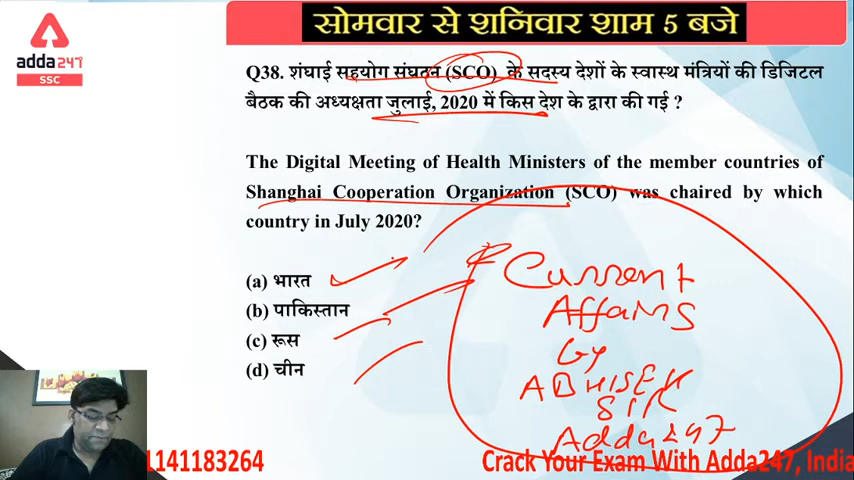 सोमवार से शनिवार शाम 5 बजे
adda247
SSC
Q38. शंघाई सहयोग संघठन (SCO) के सदस्य देशों के स्वास्थ मंत्रियों की डिजिटल
बैठक की अध्यक्षता जुलाई, 2020 में किस देश के द्वारा की गई ?
The Digital Meeting of Health Ministers of the member countries of
Shanghai Cooperation Organization (SCO) was chaired by which
country in July 2020?
(a) भारत
(b) पाकिस्तान
(c) रूस
(d) चीन
Current
Affairs
by
ABHISEK
SIR
Adda247
1141183264
Crack Your Exam With Adda247, India